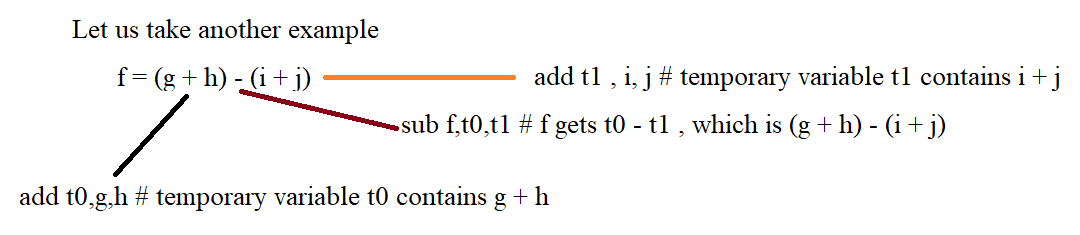 Let us take another example
f = (g + h) - (i + j)
add t1 , i, j # temporary variable t1 contains i + j
sub f,t0,t1 # f gets t0 - t1 , which is (g + h) - (i + j)
add t0,g,h # temporary variable t0 contains g + h